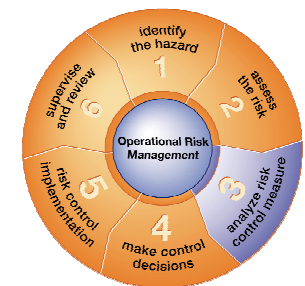 Operational Risk
Management
identify
the hazard
1
assess
the risk
2
analyze risk
control measure
3
make control
decisions
4
risk control
implementation
5
supervise
and review
6